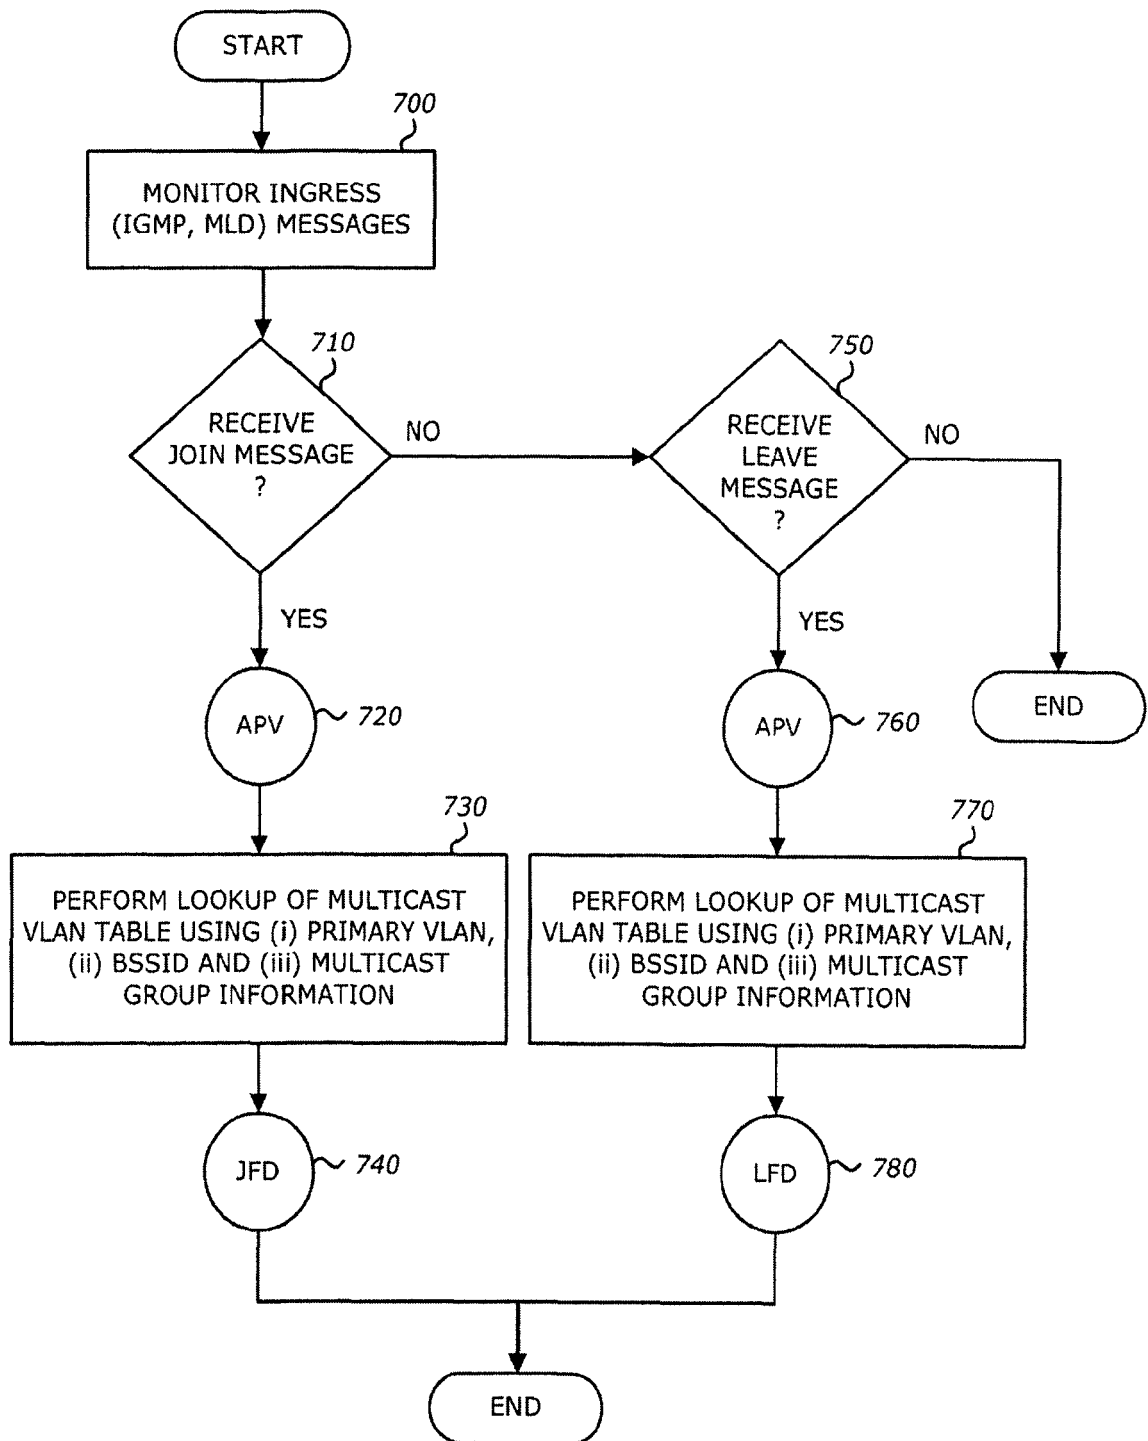 START
700
MONITOR INGRESS
(IGMP, MLD) MESSAGES
710
RECEIVE
JOIN MESSAGE
?
NO
750
RECEIVE
LEAVE
MESSAGE
?
NO
YES
YES
APV
720
APV
760
END
730
PERFORM LOOKUP OF MULTICAST
VLAN TABLE USING (i) PRIMARY VLAN,
(ii) BSSID AND (iii) MULTICAST
GROUP INFORMATION
770
PERFORM LOOKUP OF MULTICAST
VLAN TABLE USING (i) PRIMARY VLAN,
(ii) BSSID AND (iii) MULTICAST
GROUP INFORMATION
JFD
740
LFD
780
END